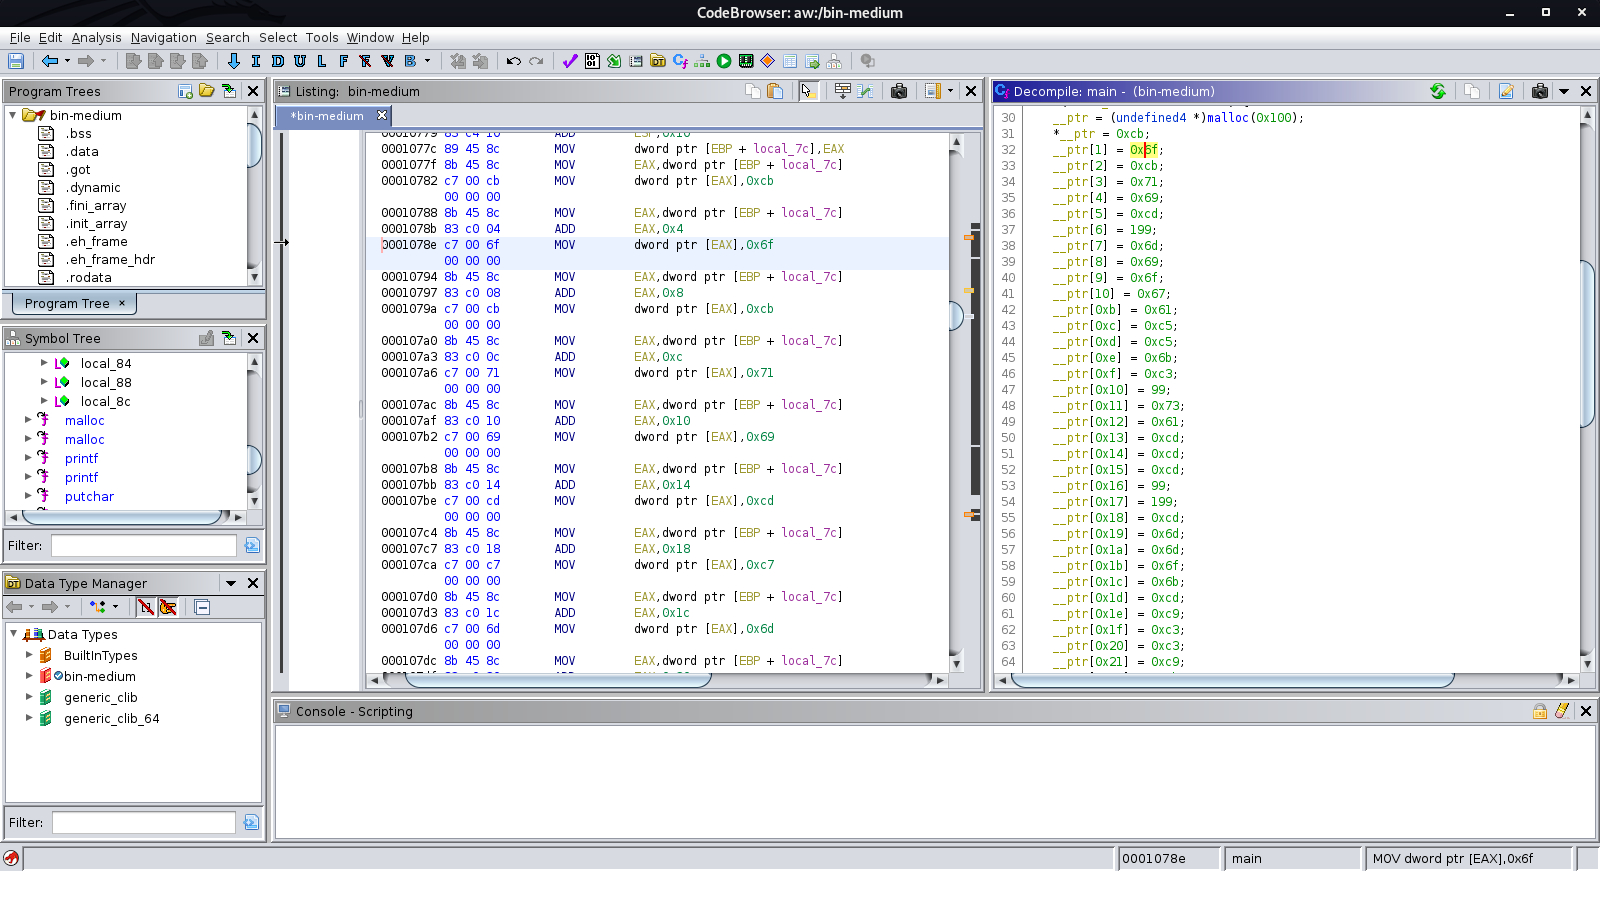 CodeBrowser: aw:/bin-medium
File Edit Analysis Navigation Search Select Tools Window Help
I D U L F B
Program Trees
bin-medium
.bss
.data
.got
.dynamic
.fini_array
.init_array
.eh_frame
.eh_frame_hdr
.rodata
Program Tree ×
Symbol Tree
local_84
local_88
local_8c
malloc
malloc
printf
printf
putchar
Filter:
Data Type Manager
Data Types
BuiltInTypes
bin-medium
generic_clib
generic_clib_64
Filter:
Listing: bin-medium
*bin-medium
00010779 83 c4 10 ADD ESP,0x10
0001077c 89 45 8c MOV dword ptr [EBP + local_7c],EAX
0001077f 8b 45 8c MOV EAX,dword ptr [EBP + local_7c]
00010782 c7 00 cb MOV dword ptr [EAX],0xcb
00 00 00
00010788 8b 45 8c MOV EAX,dword ptr [EBP + local_7c]
0001078b 83 c0 04 ADD EAX,0x4
0001078e c7 00 6f MOV dword ptr [EAX],0x6f
00 00 00
00010794 8b 45 8c MOV EAX,dword ptr [EBP + local_7c]
00010797 83 c0 08 ADD EAX,0x8
0001079a c7 00 cb MOV dword ptr [EAX],0xcb
00 00 00
000107a0 8b 45 8c MOV EAX,dword ptr [EBP + local_7c]
000107a3 83 c0 0c ADD EAX,0xc
000107a6 c7 00 71 MOV dword ptr [EAX],0x71
00 00 00
000107ac 8b 45 8c MOV EAX,dword ptr [EBP + local_7c]
000107af 83 c0 10 ADD EAX,0x10
000107b2 c7 00 69 MOV dword ptr [EAX],0x69
00 00 00
000107b8 8b 45 8c MOV EAX,dword ptr [EBP + local_7c]
000107bb 83 c0 14 ADD EAX,0x14
000107be c7 00 cd MOV dword ptr [EAX],0xcd
00 00 00
000107c4 8b 45 8c MOV EAX,dword ptr [EBP + local_7c]
000107c7 83 c0 18 ADD EAX,0x18
000107ca c7 00 c7 MOV dword ptr [EAX],0xc7
00 00 00
000107d0 8b 45 8c MOV EAX,dword ptr [EBP + local_7c]
000107d3 83 c0 1c ADD EAX,0x1c
000107d6 c7 00 6d MOV dword ptr [EAX],0x6d
00 00 00
000107dc 8b 45 8c MOV EAX,dword ptr [EBP + local_7c]
Decompile: main - (bin-medium)
30 __ptr = (undefined4 *)malloc(0x100);
31 *__ptr = 0xcb;
32 __ptr[1] = 0x6f;
33 __ptr[2] = 0xcb;
34 __ptr[3] = 0x71;
35 __ptr[4] = 0x69;
36 __ptr[5] = 0xcd;
37 __ptr[6] = 199;
38 __ptr[7] = 0x6d;
39 __ptr[8] = 0x69;
40 __ptr[9] = 0x6f;
41 __ptr[10] = 0x67;
42 __ptr[0xb] = 0x61;
43 __ptr[0xc] = 0xc5;
44 __ptr[0xd] = 0xc5;
45 __ptr[0xe] = 0x6b;
46 __ptr[0xf] = 0xc3;
47 __ptr[0x10] = 99;
48 __ptr[0x11] = 0x73;
49 __ptr[0x12] = 0x61;
50 __ptr[0x13] = 0xcd;
51 __ptr[0x14] = 0xcd;
52 __ptr[0x15] = 0xcd;
53 __ptr[0x16] = 99;
54 __ptr[0x17] = 199;
55 __ptr[0x18] = 0xcd;
56 __ptr[0x19] = 0x6d;
57 __ptr[0x1a] = 0x6d;
58 __ptr[0x1b] = 0x6f;
59 __ptr[0x1c] = 0x6b;
60 __ptr[0x1d] = 0xcd;
61 __ptr[0x1e] = 0xc9;
62 __ptr[0x1f] = 0xc3;
63 __ptr[0x20] = 0xc3;
64 __ptr[0x21] = 0xc9;
Console - Scripting
0001078e main MOV dword ptr [EAX],0x6f